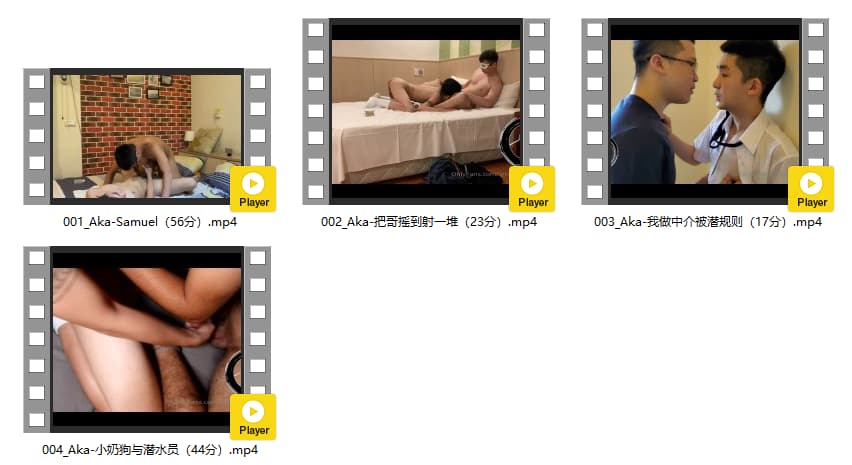 Player
001_Aka-Samuel（56分）.mp4
Player
002_Aka-把哥摇到射一堆（23分）.mp4
Player
003_Aka-我做中介被潜规则（17分）.mp4
Player
004_Aka-小奶狗与潜水员（44分）.mp4